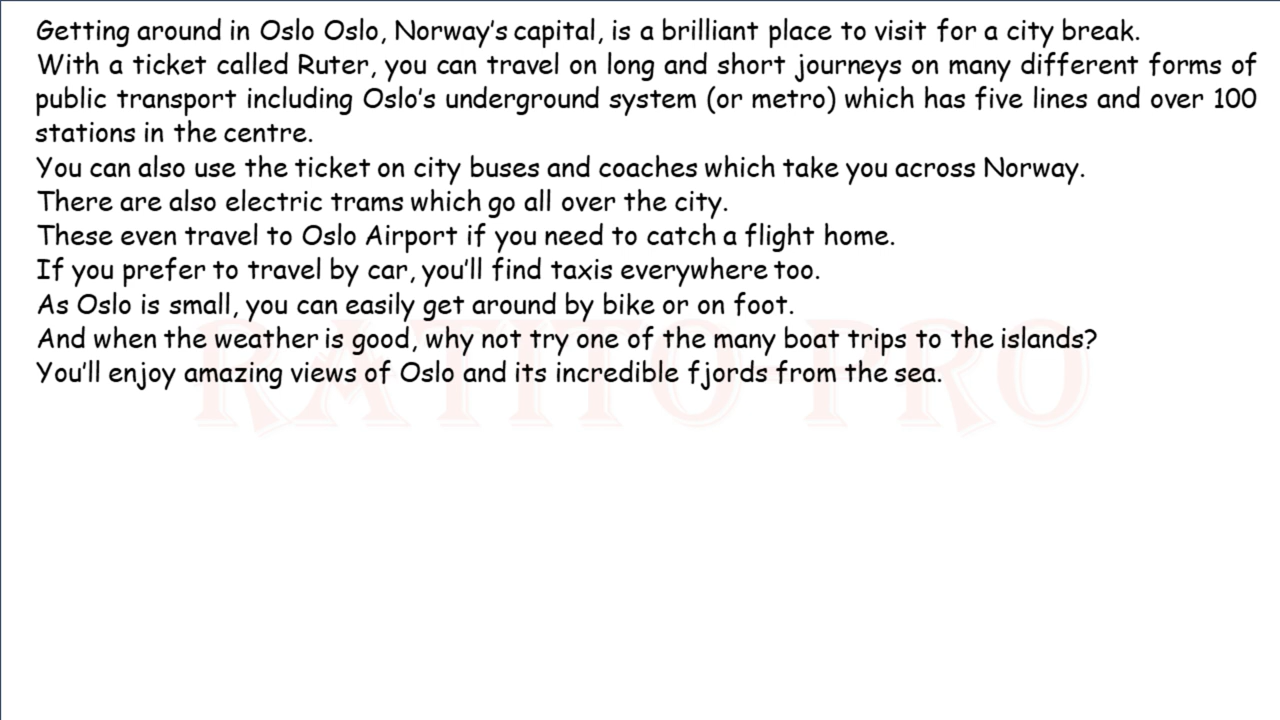 Getting around in Oslo Oslo, Norway's capital, is a brilliant place to visit for a city break.
With a ticket called Ruter, you can travel on long and short journeys on many different forms of
public transport including Oslo's underground system (or metro) which has five lines and over 100
stations in the centre.
You can also use the ticket on city buses and coaches which take you across Norway.
There are also electric trams which go all over the city.
These even travel to Oslo Airport if you need to catch a flight home.
If you prefer to travel by car, you'll find taxis everywhere too.
As Oslo is small, you can easily get around by bike or on foot.
And when the weather is good, why not try one of the many boat trips to the islands?
You'll enjoy amazing views of Oslo and its incredible fjords from the sea.
RATITO PRO